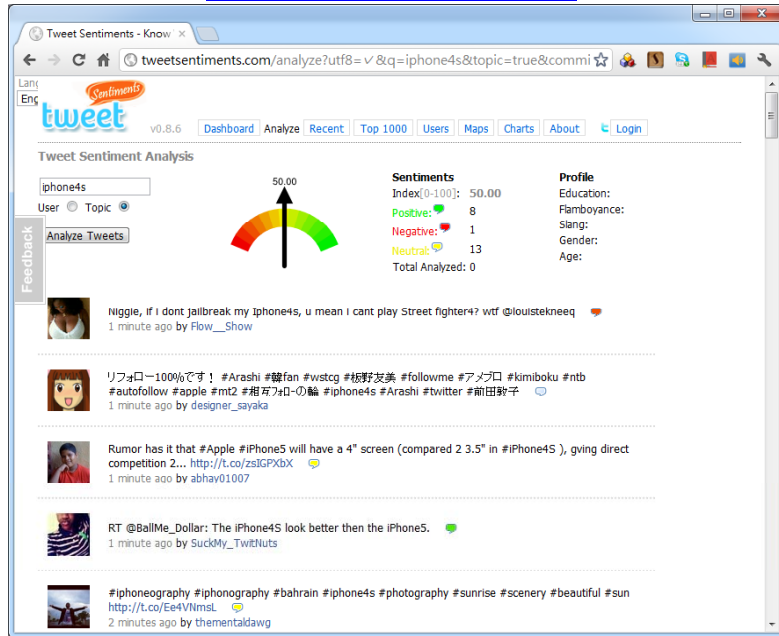 Tweet Sentiments - Know
tweetsentiments.com/analyze?utf8=✓&q=iphone4s&topic=true&commi
Lang
Eng
tweet Sentiments
v0.8.6 Dashboard Analyze Recent Top 1000 Users Maps Charts About Login
Tweet Sentiment Analysis
iphone4s
User Topic
Analyze Tweets
Feedback
50.00
Sentiments
Index[0-100]: 50.00
Positive: 8
Negative: 1
Neutral: 13
Total Analyzed: 0
Profile
Education:
Flamboyance:
Slang:
Gender:
Age:
Niggie, If I dont jailbreak my Iphone4s, u mean I cant play Street fighter4? wtf @louistekneeq
1 minute ago by Flow__Show
リフォロー100%です！ #Arashi #韓fan #wstcg #板野友美 #followme #アメブロ #kimiboku #ntb
#autofollow #apple #mt2 #相互ﾌｫﾛｰの輪 #iphone4s #Arashi #twitter #前田敦子
1 minute ago by designer_sayaka
Rumor has it that #Apple #iPhone5 will have a 4" screen (compared 2 3.5" in #iPhone4S ), gving direct
competition 2... http://t.co/zsIGPXbX
1 minute ago by abhay01007
RT @BallMe_Dollar: The iPhone4S look better then the iPhone5.
1 minute ago by SuckMy_TwitNuts
#iphoneography #iphonography #bahrain #iphone4s #photography #sunrise #scenery #beautiful #sun
http://t.co/Ee4VNmsL
2 minutes ago by thementaldawg